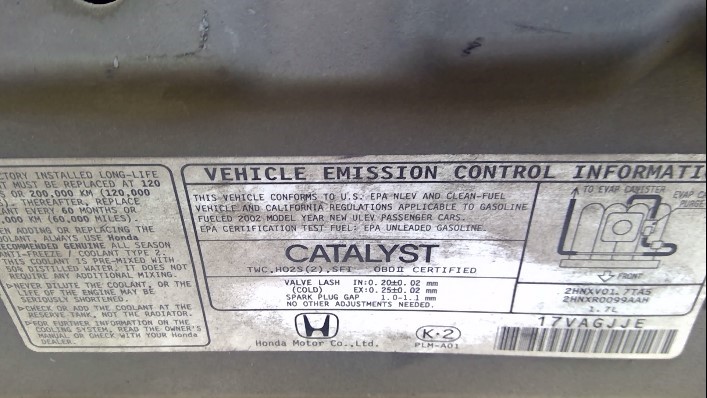 CTORY INSTALLED LONG-LIFE
NT MUST BE REPLACED AT 120
S OR 200,000 KM (120,000
). THEREAFTER, REPLACE
ANT EVERY 60 MONTHS OR
,000 KM (60,000 MILES).
EN ADDING OR REPLACING THE
OOLANT, ALWAYS USE Honda
RECOMMENDED GENUINE ALL SEASON
ANTI-FREEZE / COOLANT TYPE 2.
THIS COOLANT IS PRE-MIXED WITH
50% DISTILLED WATER, IT DOES NOT
REQUIRE ANY ADDITIONAL MIXING.
▷NEVER DILUTE THE COOLANT, OR THE
LIFE OF THE ENGINE MAY BE
SERIOUSLY SHORTENED.
▷CHECK OR ADD THE COOLANT AT THE
RESERVE TANK, NOT THE RADIATOR.
▷FOR FURTHER INFORMATION ON THE
COOLING SYSTEM, READ THE OWNER'S
MANUAL OR CHECK WITH YOUR Honda
DEALER.
VEHICLE EMISSION CONTROL INFORMATI
THIS VEHICLE CONFORMS TO U.S. EPA NLEV AND CLEAN-FUEL
VEHICLE AND CALIFORNIA REGULATIONS APPLICABLE TO GASOLINE
FUELED 2002 MODEL YEAR NEW ULEV PASSENGER CARS.
EPA CERTIFICATION TEST FUEL: EPA UNLEADED GASOLINE.
CATALYST
TWC,HO2S(2),SFI OBDII CERTIFIED
VALVE LASH IN:0.20±0.02 mm
(COLD) EX:0.25±0.02 mm
SPARK PLUG GAP 1.0-1.1 mm
NO OTHER ADJUSTMENTS NEEDED.
TO EVAP CANISTER
EVAP C
FRONT
2HNXV01.7TA5
2HNXR0099AAH
1.7L
17VAGJJE
Honda Motor Co.,Ltd.
K-2
PLM-A01